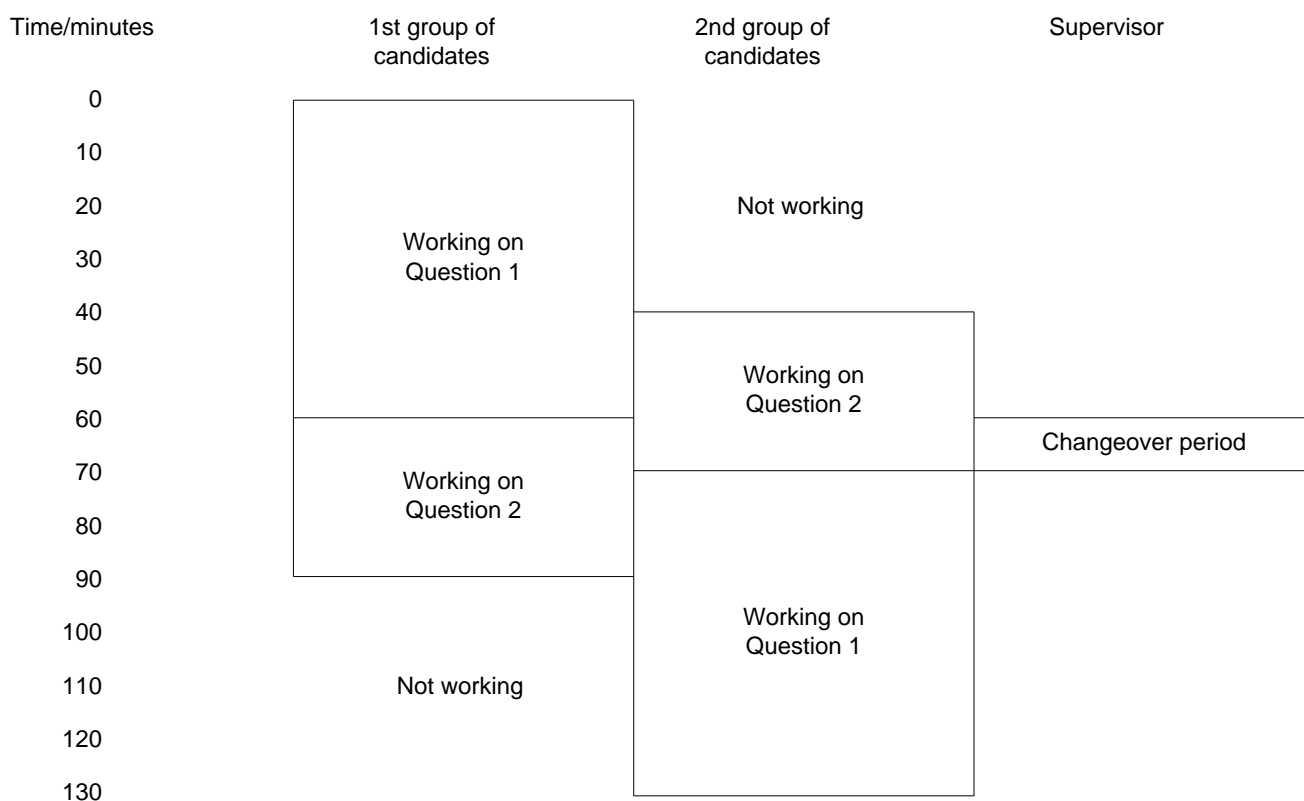 Time/minutes
1st group of
candidates
2nd group of
candidates
Supervisor
0
10
20
30
40
50
60
70
80
90
100
110
120
130
Working on
Question 1
Working on
Question 2
Not working
Not working
Working on
Question 2
Working on
Question 1
Changeover period